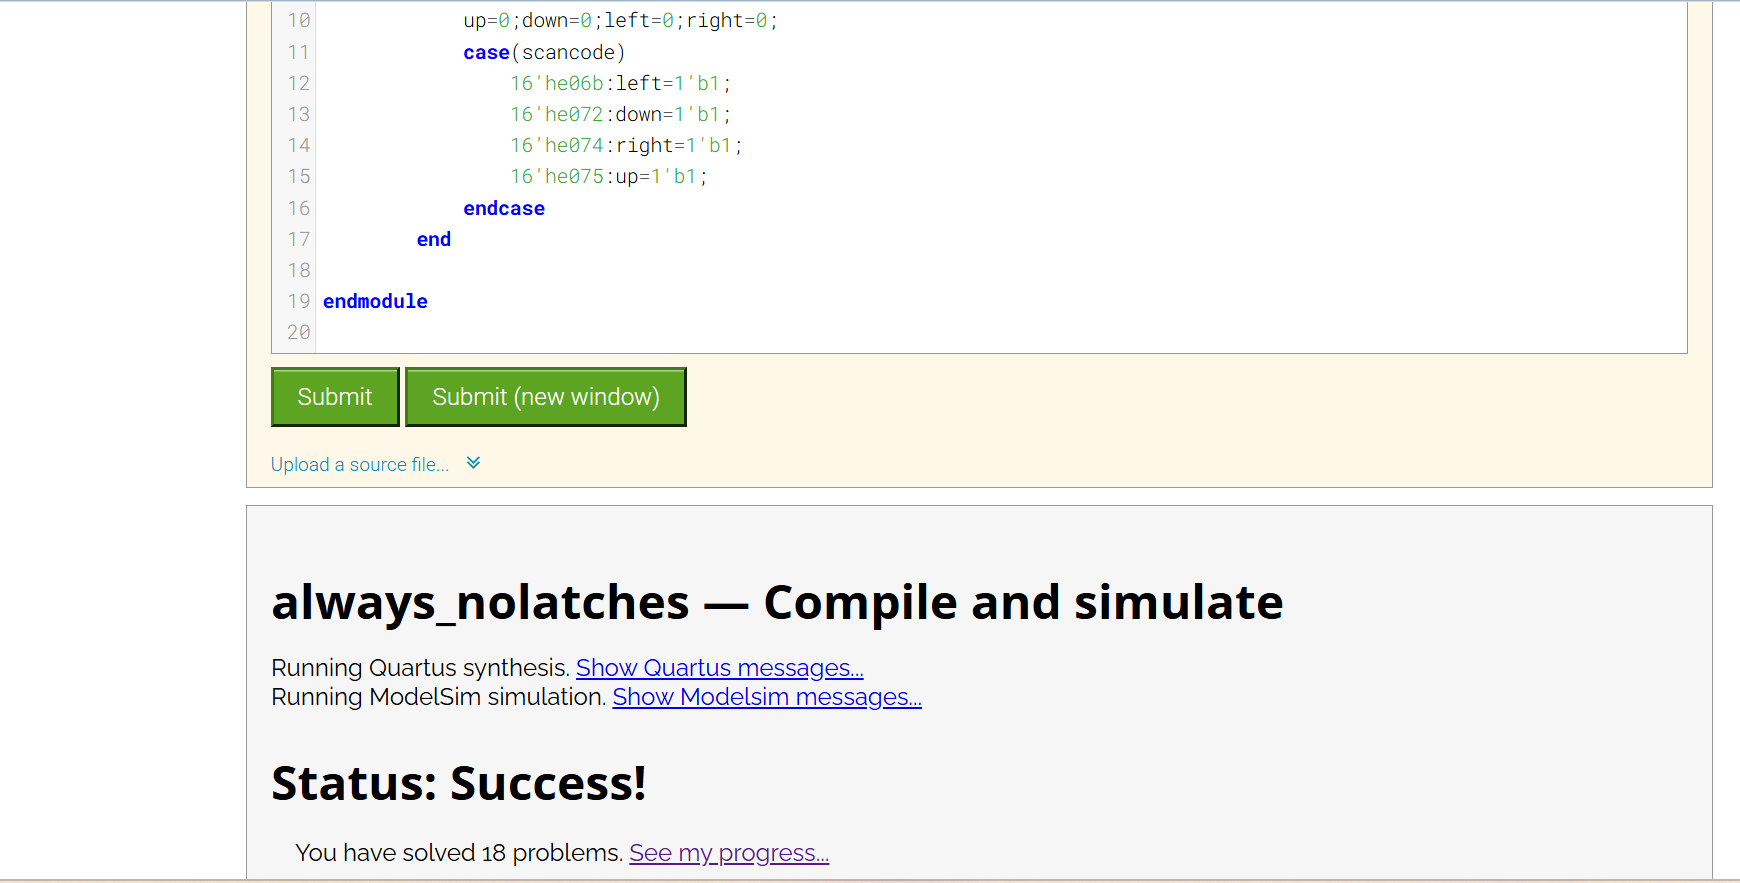 10 up=0;down=0;left=0;right=0;
11 case(scancode)
12 16'he06b:left=1'b1;
13 16'he072:down=1'b1;
14 16'he074:right=1'b1;
15 16'he075:up=1'b1;
16 endcase
17 end
18
19 endmodule
20
Submit Submit (new window)
Upload a source file...
always_nolatches — Compile and simulate
Running Quartus synthesis. Show Quartus messages...
Running ModelSim simulation. Show Modelsim messages...
Status: Success!
You have solved 18 problems. See my progress...